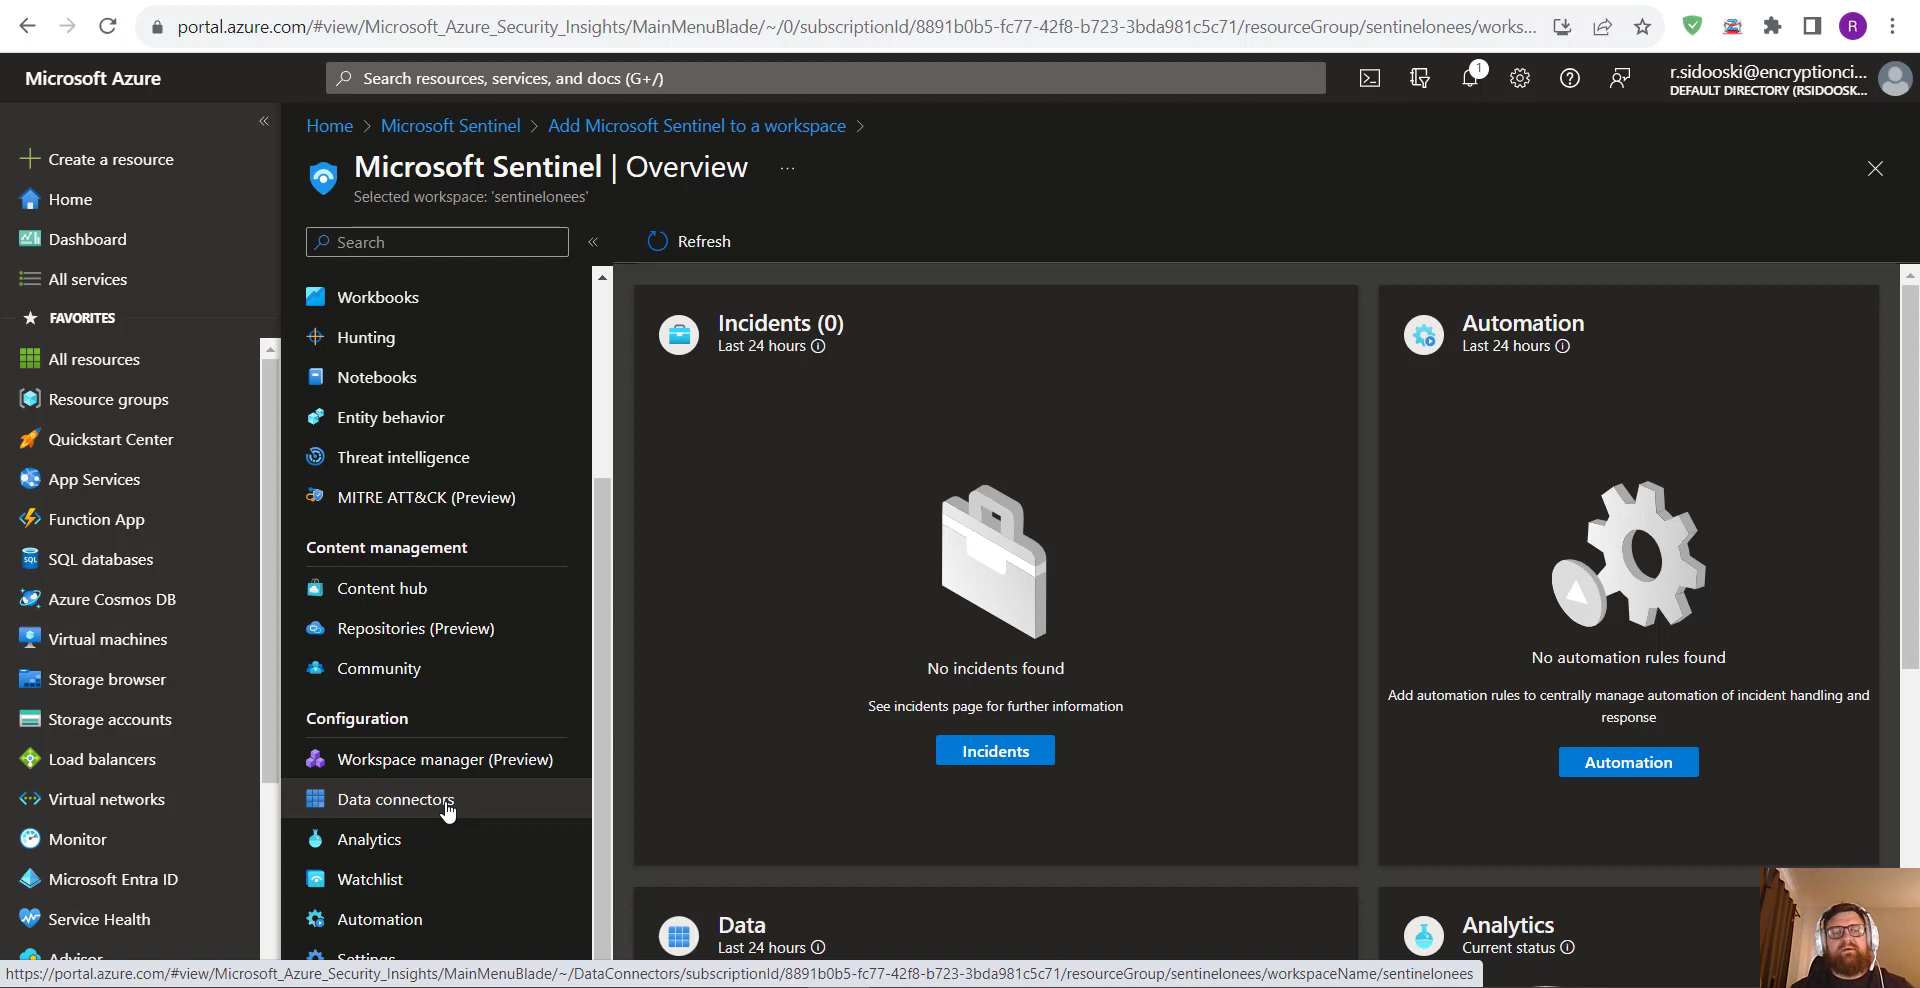 portal.azure.com/#view/Microsoft_Azure_Security_Insights/MainMenuBlade/~/0/subscriptionId/8891b0b5-fc77-42f8-b723-3bda981c5c71/resourceGroup/sentinelonees/works...
R
Microsoft Azure
Search resources, services, and docs (G+/)
1
r.sidooski@encryptionci...
DEFAULT DIRECTORY (RSIDOOSK...
Create a resource
Home
Dashboard
All services
FAVORITES
All resources
Resource groups
Quickstart Center
App Services
Function App
SQL databases
Azure Cosmos DB
Virtual machines
Storage browser
Storage accounts
Load balancers
Virtual networks
Monitor
Microsoft Entra ID
Service Health
Advisor
Home > Microsoft Sentinel > Add Microsoft Sentinel to a workspace >
Microsoft Sentinel | Overview ...
Selected workspace: 'sentinelonees'
Search
Refresh
Workbooks
Hunting
Notebooks
Entity behavior
Threat intelligence
MITRE ATT&CK (Preview)
Content management
Content hub
Repositories (Preview)
Community
Configuration
Workspace manager (Preview)
Data connectors
Analytics
Watchlist
Automation
Settings
Incidents (0)
Last 24 hours
No incidents found
See incidents page for further information
Incidents
Automation
Last 24 hours
No automation rules found
Add automation rules to centrally manage automation of incident handling and
response
Automation
Data
Last 24 hours
Analytics
Current status
https://portal.azure.com/#view/Microsoft_Azure_Security_Insights/MainMenuBlade/~/DataConnectors/subscriptionId/8891b0b5-fc77-42f8-b723-3bda981c5c71/resourceGroup/sentinelonees/workspaceName/sentinelonees